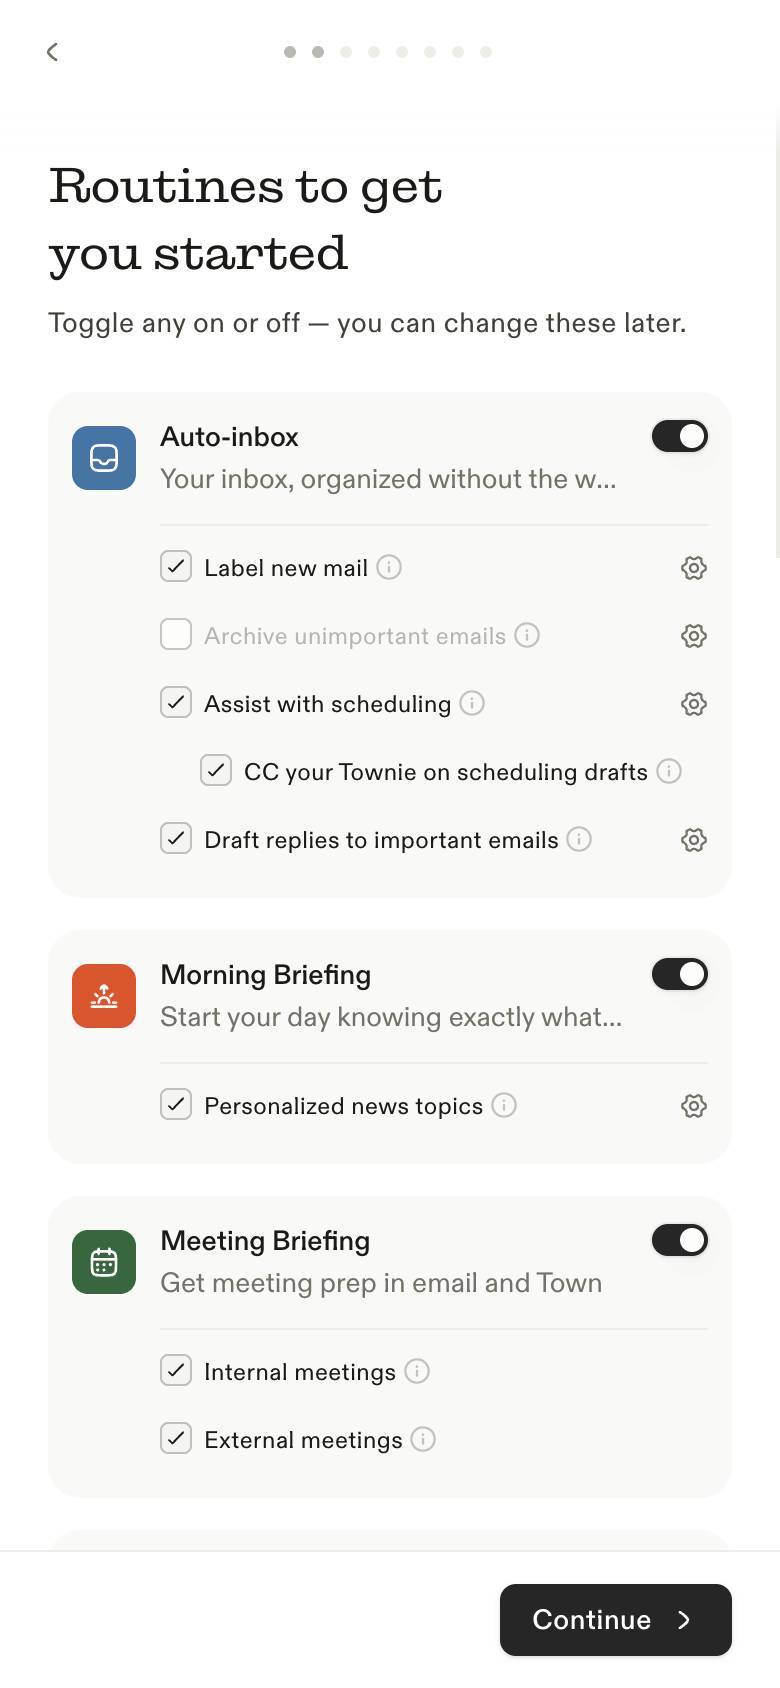 Routines to get
you started
Toggle any on or off — you can change these later.
Auto-inbox
Your inbox, organized without the w...
Label new mail
Archive unimportant emails
Assist with scheduling
CC your Townie on scheduling drafts
Draft replies to important emails
Morning Briefing
Start your day knowing exactly what...
Personalized news topics
Meeting Briefing
Get meeting prep in email and Town
Internal meetings
External meetings
Continue